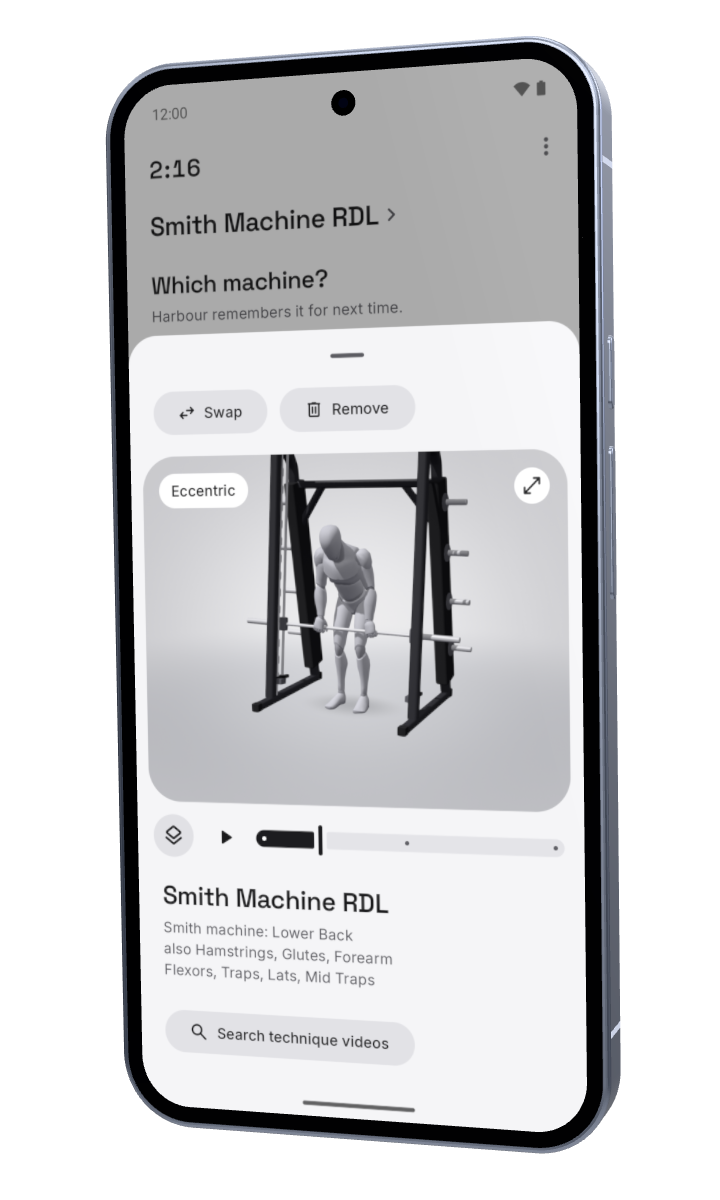 12:00
2:16
Smith Machine RDL
Which machine?
Harbour remembers it for next time.
Swap
Remove
Eccentric
Smith Machine RDL
Smith machine: Lower Back
also Hamstrings, Glutes, Forearm
Flexors, Traps, Lats, Mid Traps
Search technique videos